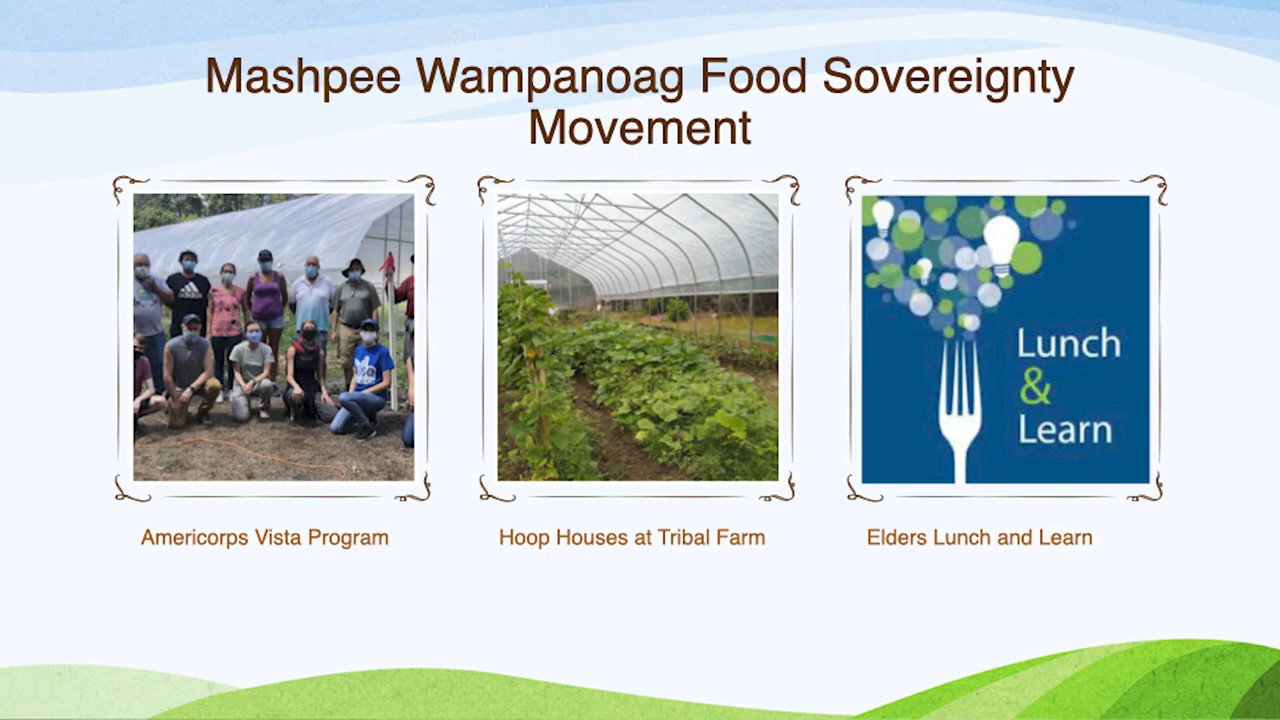 Mashpee Wampanoag Food Sovereignty
Movement
adidas
Lunch
&
Learn
Americorps Vista Program
Hoop Houses at Tribal Farm
Elders Lunch and Learn